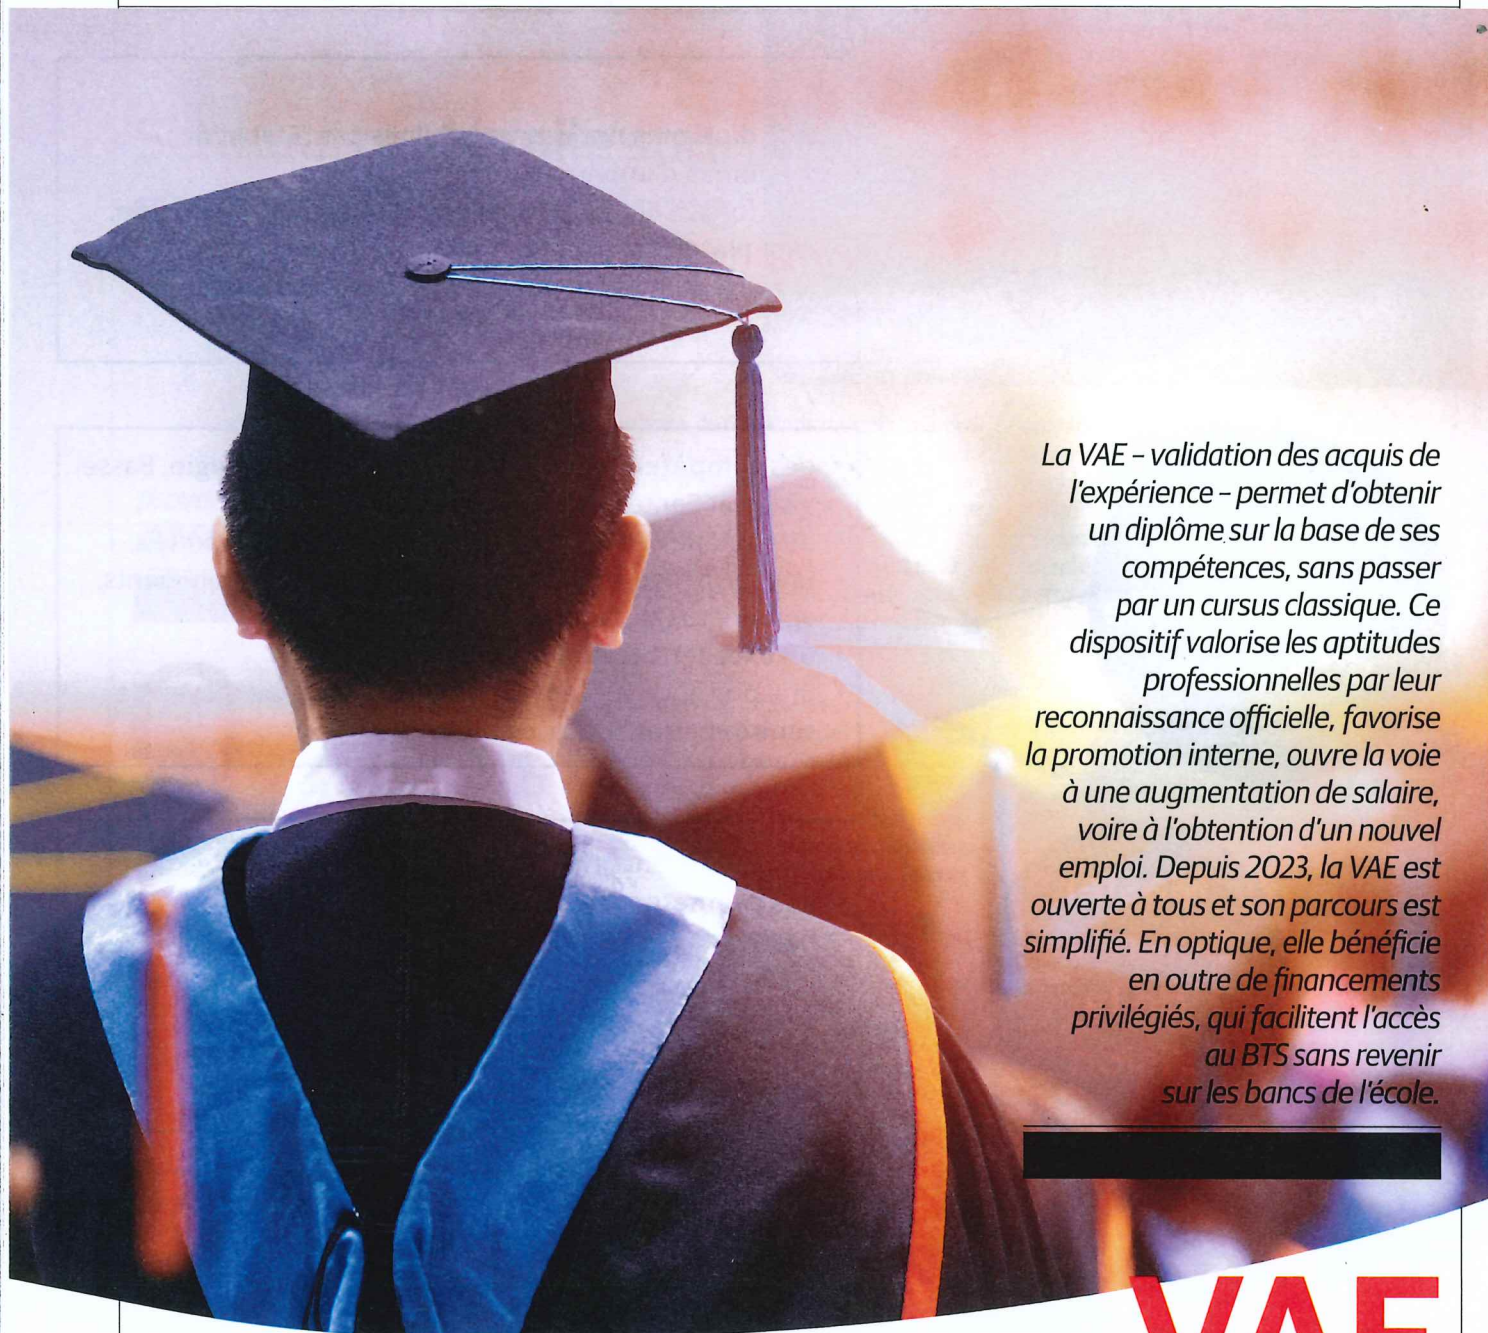 La VAE – validation des acquis de
l'expérience – permet d'obtenir
un diplôme sur la base de ses
compétences, sans passer
par un cursus classique. Ce
dispositif valorise les aptitudes
professionnelles par leur
reconnaissance officielle, favorise
la promotion interne, ouvre la voie
à une augmentation de salaire,
voire à l'obtention d'un nouvel
emploi. Depuis 2023, la VAE est
ouverte à tous et son parcours est
simplifié. En optique, elle bénéficie
en outre de financements
privilégiés, qui facilitent l'accès
au BTS sans revenir
sur les bancs de l'école.
VAE